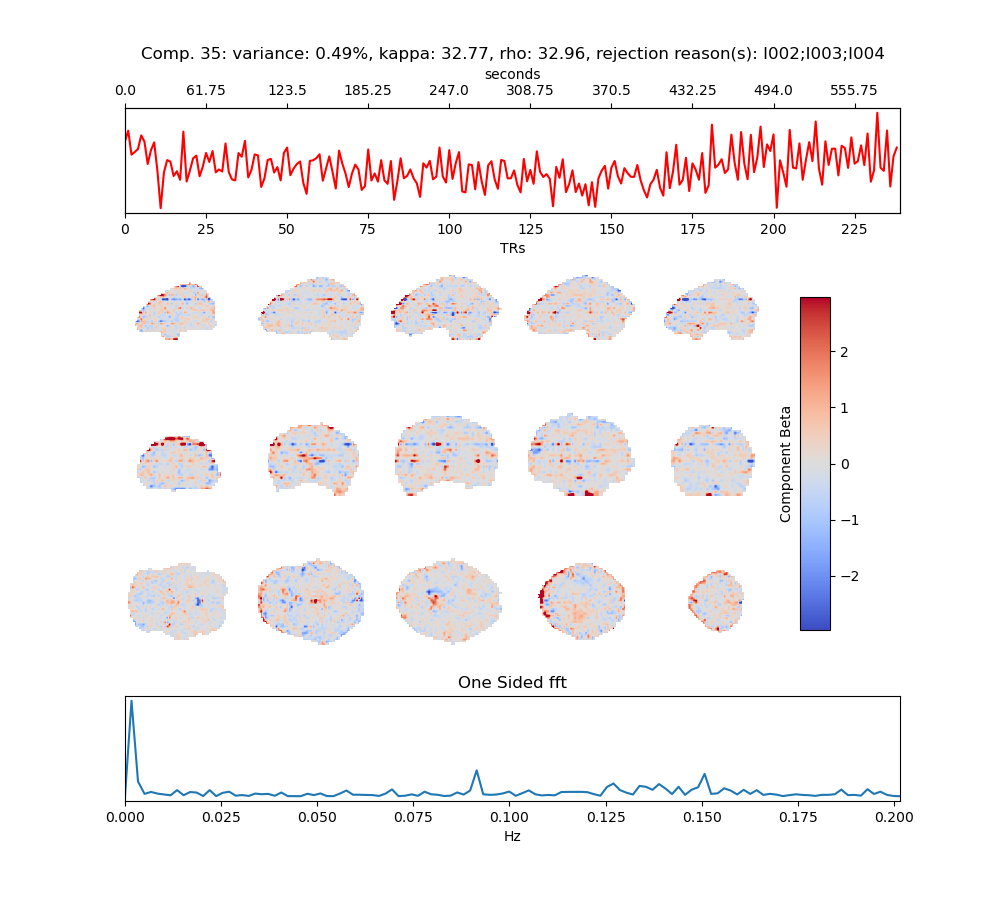 Comp. 35: variance: 0.49%, kappa: 32.77, rho: 32.96, rejection reason(s): I002;I003;I004
seconds
0.0 61.75 123.5 185.25 247.0 308.75 370.5 432.25 494.0 555.75
0 25 50 75 100 125 150 175 200 225
TRs
2
1
0
−1
−2
Component Beta
One Sided fft
0.000 0.025 0.050 0.075 0.100 0.125 0.150 0.175 0.200
Hz